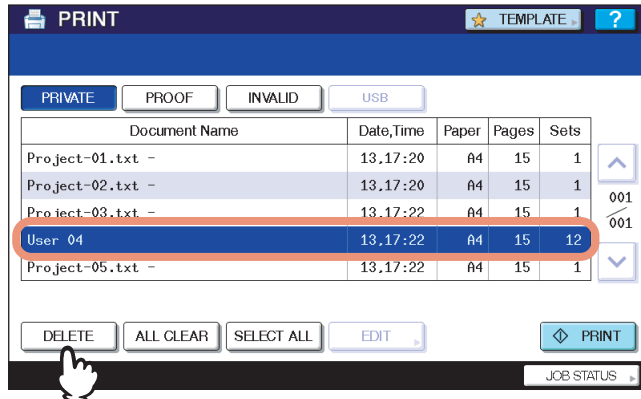 PRINT TEMPLATE ?
PRIVATE PROOF INVALID USB
Document Name Date,Time Paper Pages Sets
Project-01.txt - 13,17:20 A4 15 1
Project-02.txt - 13,17:20 A4 15 1
Project-03.txt - 13,17:22 A4 15 1
User 04 13,17:22 A4 15 12
Project-05.txt - 13,17:22 A4 15 1
001
001
DELETE ALL CLEAR SELECT ALL EDIT PRINT
JOB STATUS